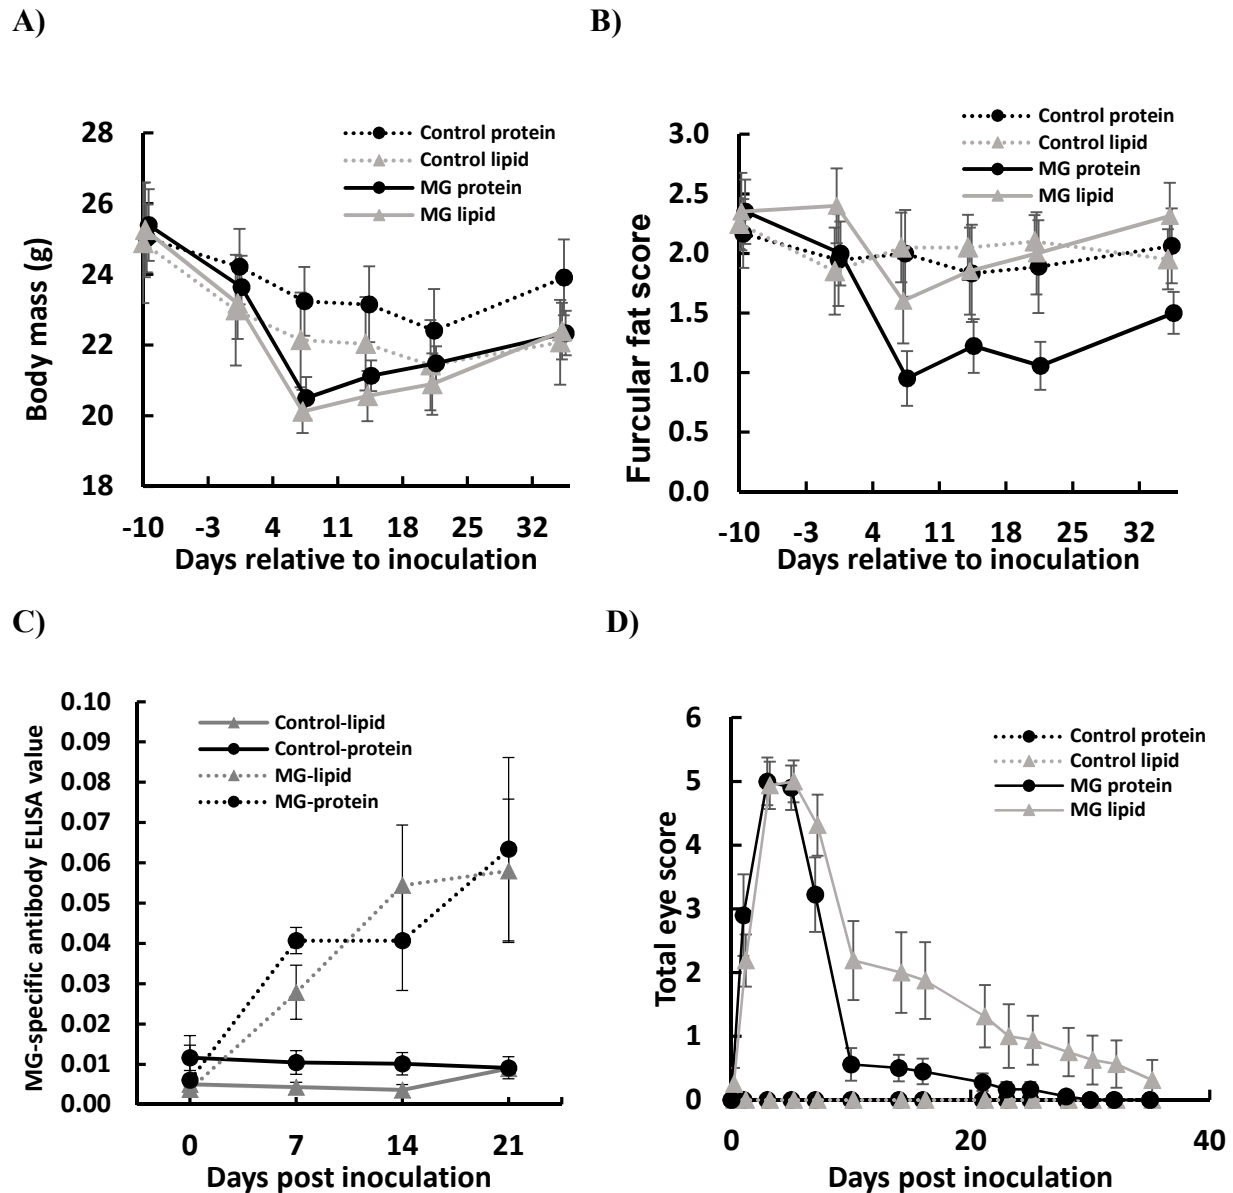 A)
B)
Control protein
Control lipid
MG protein
MG lipid
28
26
24
22
20
18
Body mass (g)
-10 -3 4 11 18 25 32
Days relative to inoculation
Control protein
Control lipid
MG protein
MG lipid
3.0
2.5
2.0
1.5
1.0
0.5
0.0
Furcular fat score
-10 -3 4 11 18 25 32
Days relative to inoculation
C)
D)
Control-lipid
Control-protein
MG-lipid
MG-protein
0.10
0.09
0.08
0.07
0.06
0.05
0.04
0.03
0.02
0.01
0.00
MG-specific antibody ELISA value
0 7 14 21
Days post inoculation
Control protein
Control lipid
MG protein
MG lipid
6
5
4
3
2
1
0
Total eye score
0 20 40
Days post inoculation